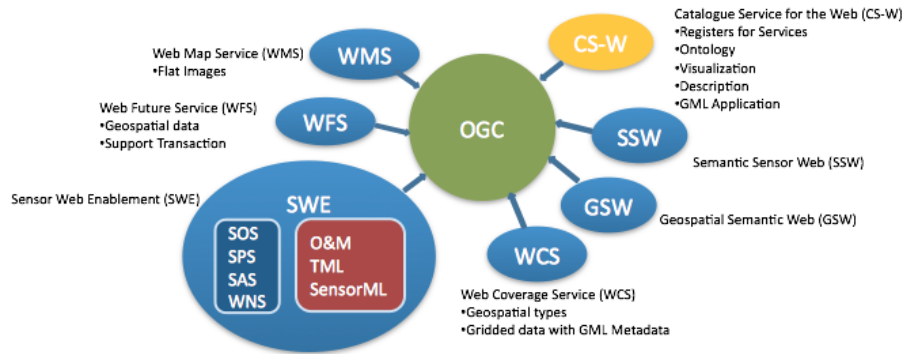 Web Map Service (WMS)
•Flat Images
WMS
CS-W
Catalogue Service for the Web (CS-W)
•Registers for Services
•Ontology
•Visualization
•Description
•GML Application
Web Future Service (WFS)
•Geospatial data
•Support Transaction
WFS
OGC
SSW
Semantic Sensor Web (SSW)
Sensor Web Enablement (SWE)
SWE
SOS
SPS
SAS
WNS
O&M
TML
SensorML
GSW
Geospatial Semantic Web (GSW)
WCS
Web Coverage Service (WCS)
•Geospatial types
•Gridded data with GML Metadata